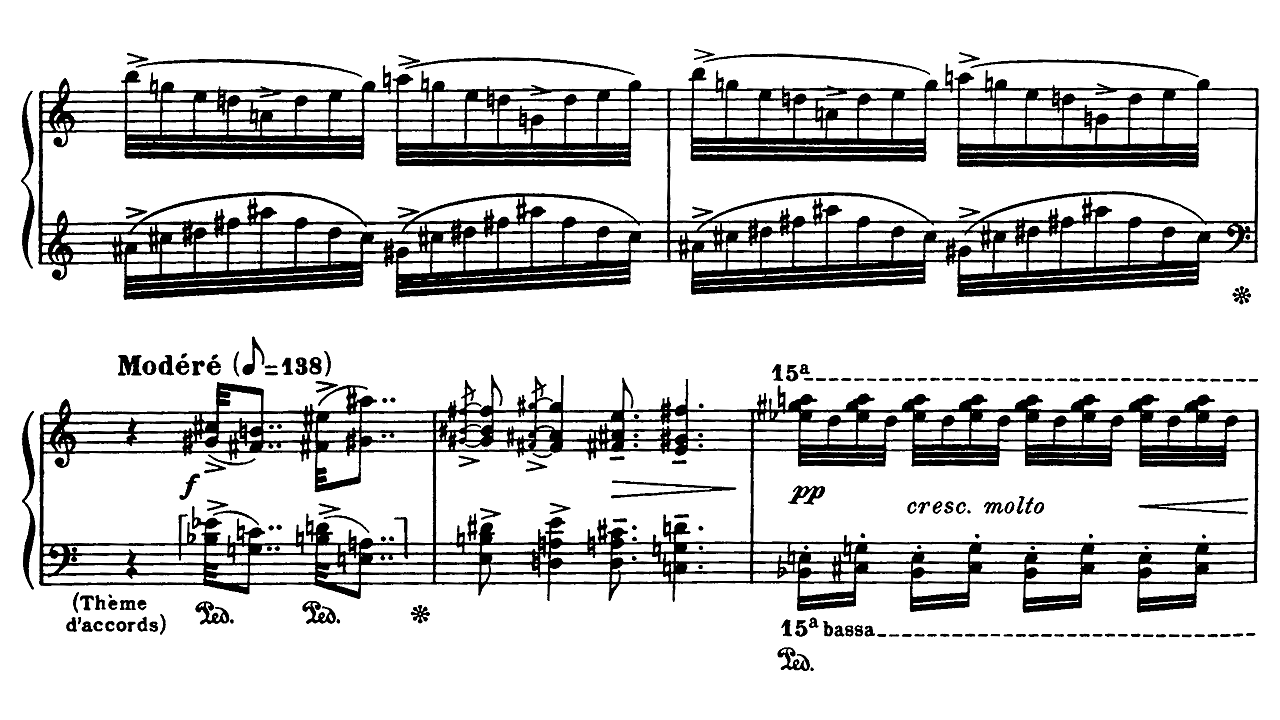 Modéré (♪=138)
15ª
f
pp
cresc. molto
(Thème
d'accords)
Ped.
Ped.
15ª bassa
Ped.